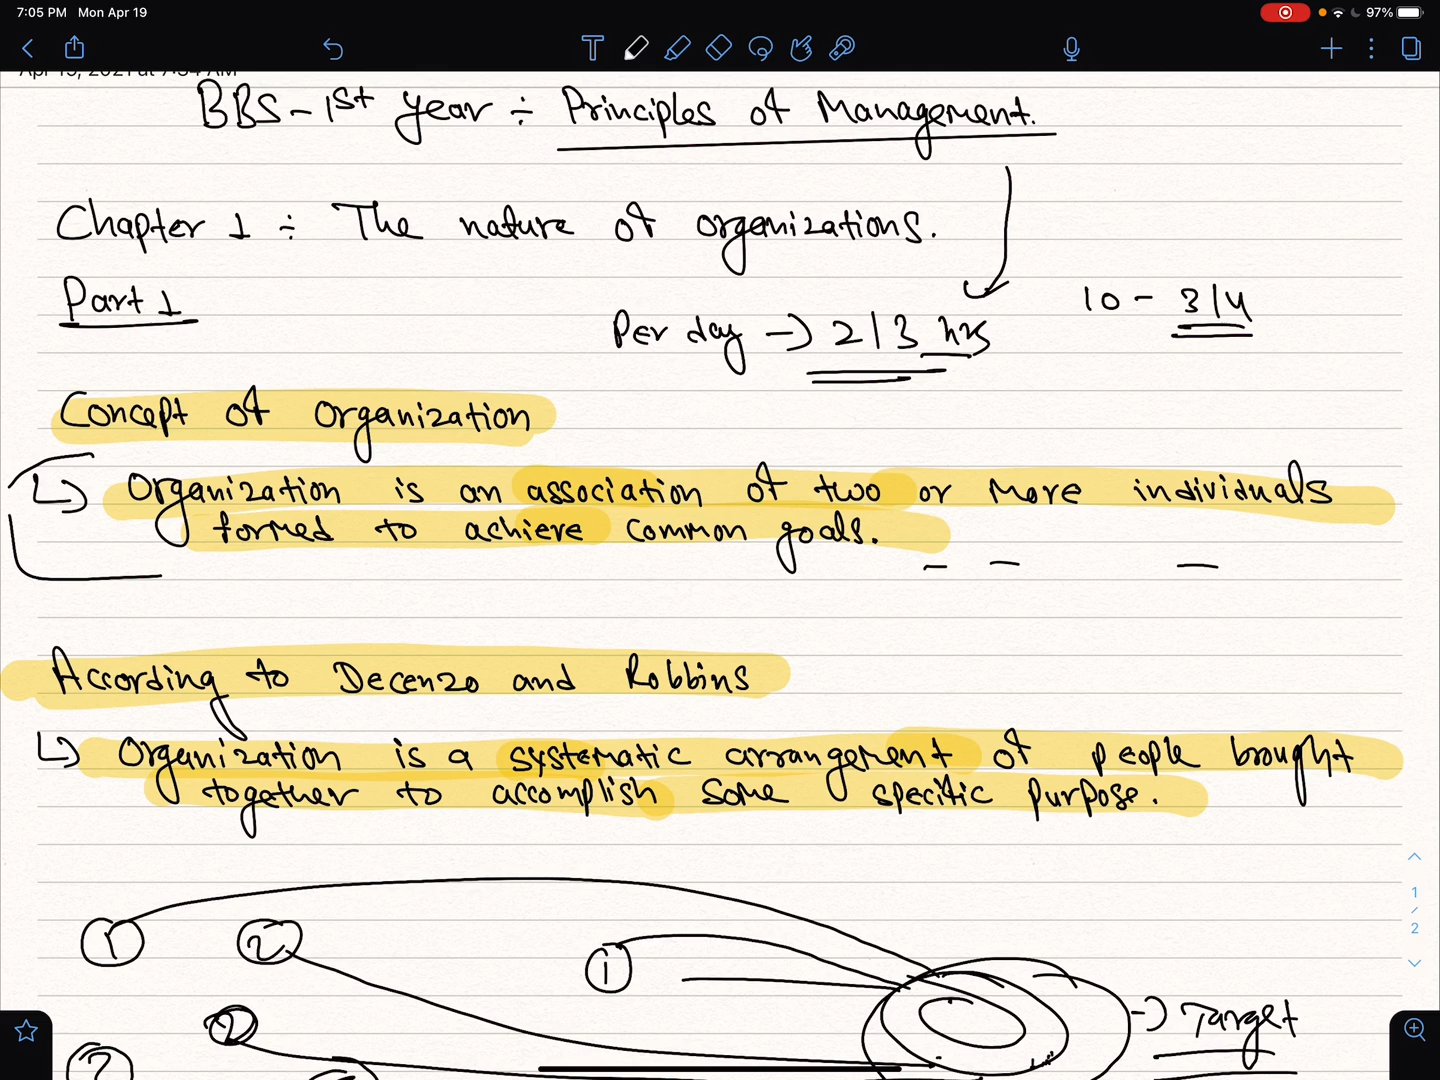 7:05 PM Mon Apr 19
97%
BBS - 1st year ÷ Principles of Management.
Chapter 1 ÷ The nature of organizations.
Part 1
10 - 3/4
Per day → 2/3 hrs
Concept of organization
↳ Organization is an association of two or more individuals
formed to achieve common goals.
According to Decenzo and Robbins
↳ Organization is a systematic arrangement of people brought
together to accomplish some specific purpose.
1
/
2
1 2
1
→ Target
2